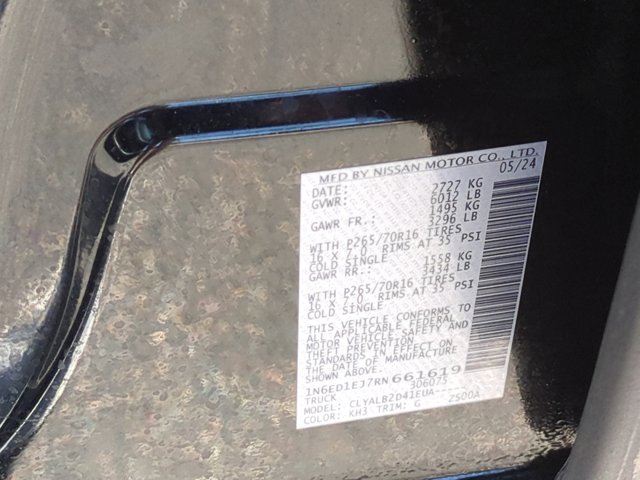 MFD BY NISSAN MOTOR CO., LTD.
DATE: 05/24
GVWR: 2727 KG
6012 LB
GAWR FR.: 1495 KG
3296 LB
WITH P265/70R16 TIRES
16 X 7.0 RIMS AT 35 PSI
COLD SINGLE
GAWR RR.: 1558 KG
3434 LB
WITH P265/70R16 TIRES
16 X 7.0 RIMS AT 35 PSI
COLD SINGLE
THIS VEHICLE CONFORMS TO
ALL APPLICABLE FEDERAL
MOTOR VEHICLE SAFETY AND
THEFT PREVENTION
STANDARDS IN EFFECT ON
THE DATE OF MANUFACTURE
SHOWN ABOVE.
1N6ED1EJ7RN661619
TRUCK 306075
MODEL: CLYALB2D41EUA-----
COLOR: KH3 TRIM: G Z500A